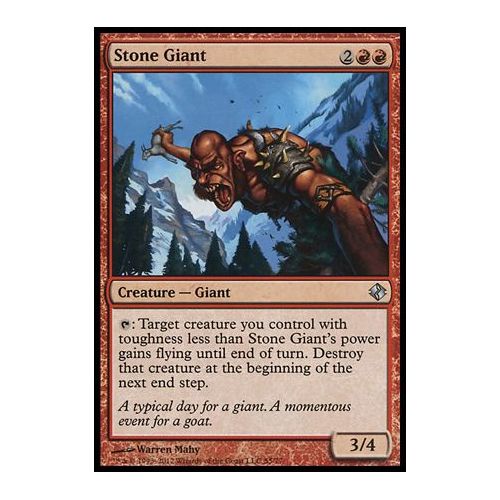 Stone Giant 2
Creature — Giant
: Target creature you control with
toughness less than Stone Giant's power
gains flying until end of turn. Destroy
that creature at the beginning of the
next end step.
A typical day for a giant. A momentous
event for a goat.
Warren Mahy
3/4